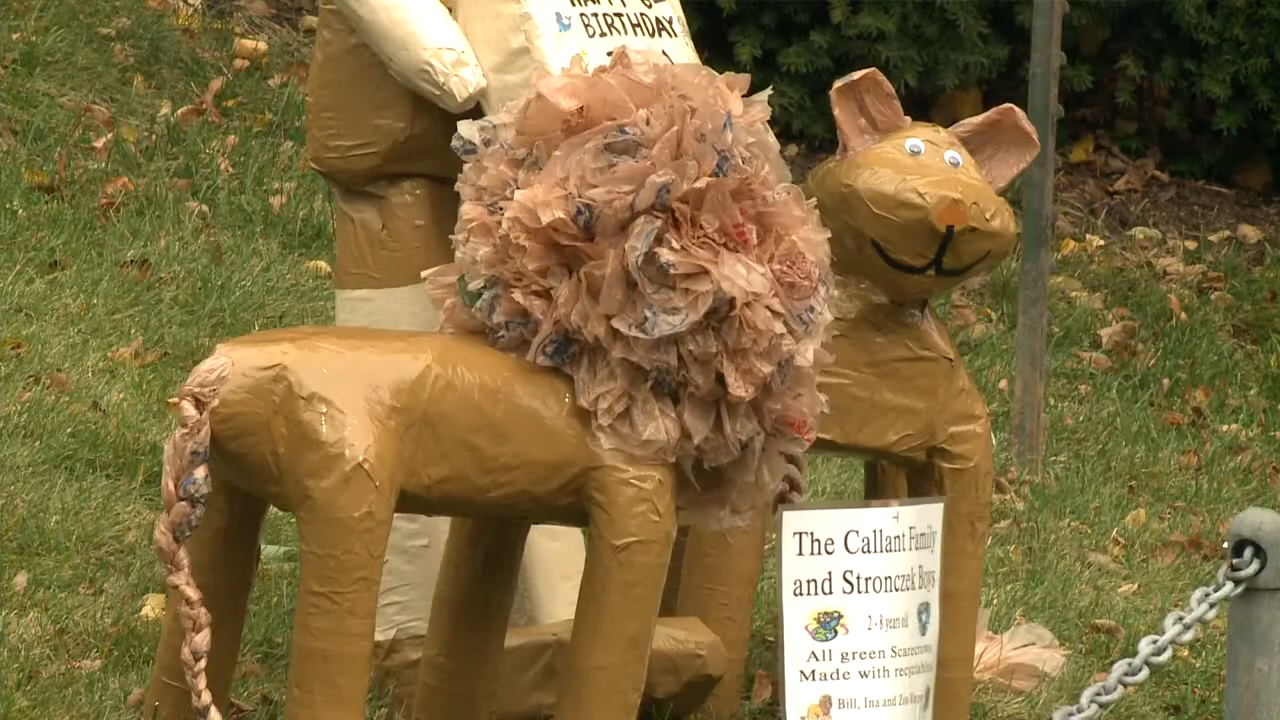 HAPPY
BIRTHDAY
The Callant Family
and Stronczek Boys
2 - 8 years old
All green Scarecrows
Made with
Bill, Ina and